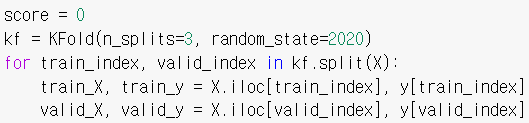 score = 0
kf = KFold(n_splits=3, random_state=2020)
for train_index, valid_index in kf.split(X):
    train_X, train_y = X.iloc[train_index], y[train_index]
    valid_X, valid_y = X.iloc[valid_index], y[valid_index]